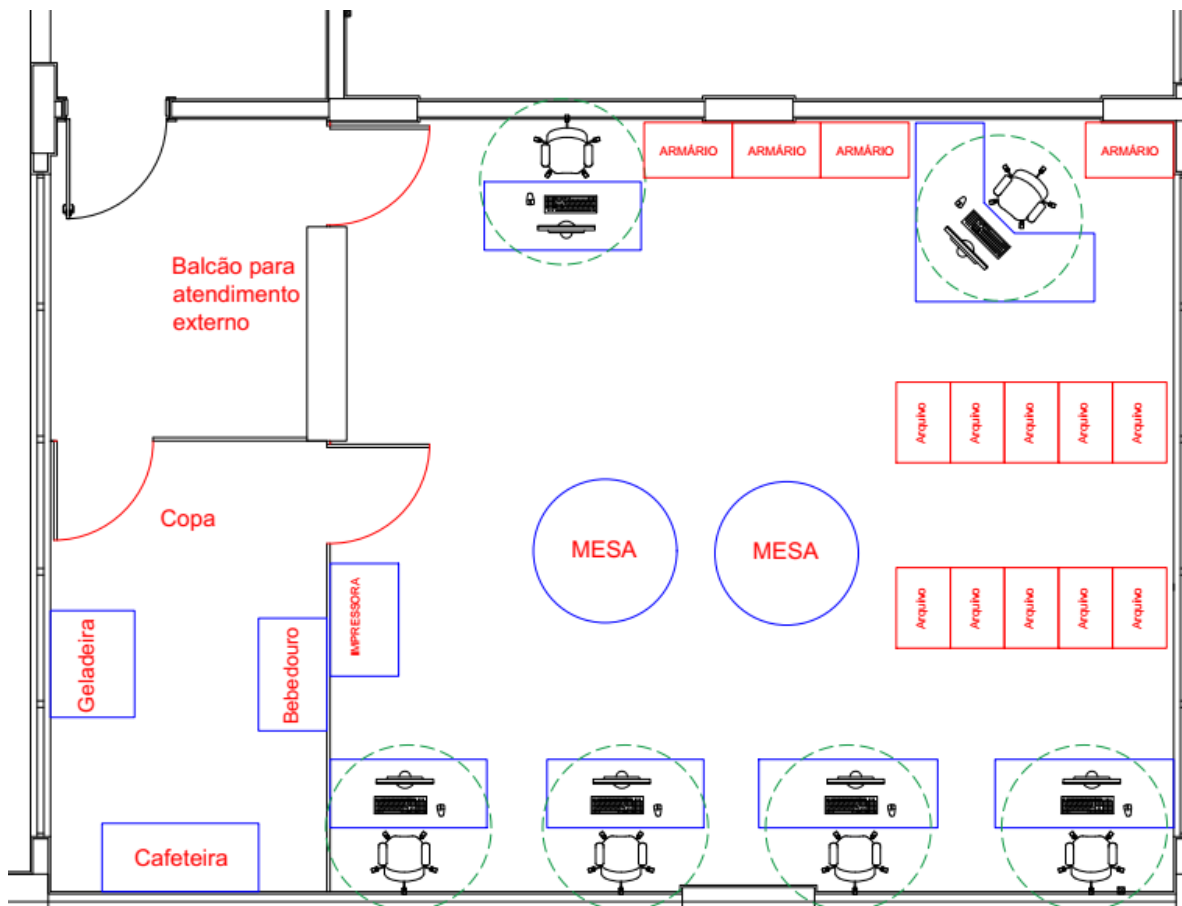 ARMÁRIO ARMÁRIO ARMÁRIO ARMÁRIO
Balcão para
atendimento
externo
Arquivo Arquivo Arquivo Arquivo Arquivo
Copa
MESA MESA
IMPRESSORA
Arquivo Arquivo Arquivo Arquivo Arquivo
Geladeira
Bebedouro
Cafeteira